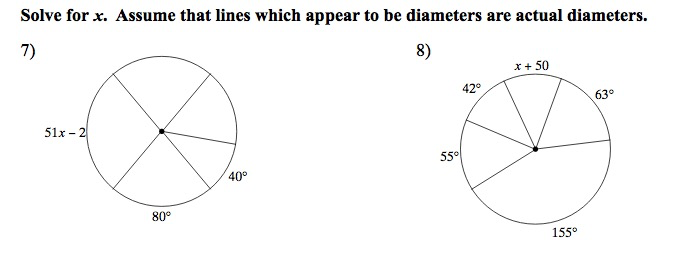 Solve for x. Assume that lines which appear to be diameters are actual diameters.
7)
51x – 2
40°
80°
8)
x + 50
42°
63°
55°
155°